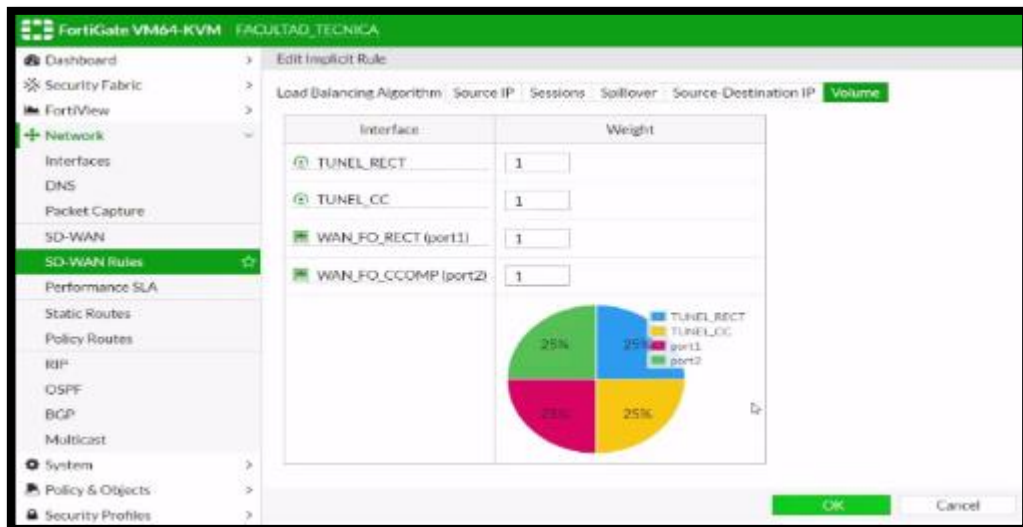 FortiGate VM64-KVM FACULTAD_TECNICA
Dashboard
Security Fabric
FortiView
Network
Interfaces
DNS
Packet Capture
SD-WAN
SD-WAN Rules
Performance SLA
Static Routes
Policy Routes
RIP
OSPF
BGP
Multicast
System
Policy & Objects
Security Profiles
Edit Implicit Rule
Load Balancing Algorithm Source IP Sessions Spillover Source-Destination IP Volume
Interface Weight
TUNEL_RECT 1
TUNEL_CC 1
WAN_FO_RECT (port1) 1
WAN_FO_CCOMP (port2) 1
25% 25%
25% 25%
TUNEL_RECT
TUNEL_CC
port1
port2
OK Cancel